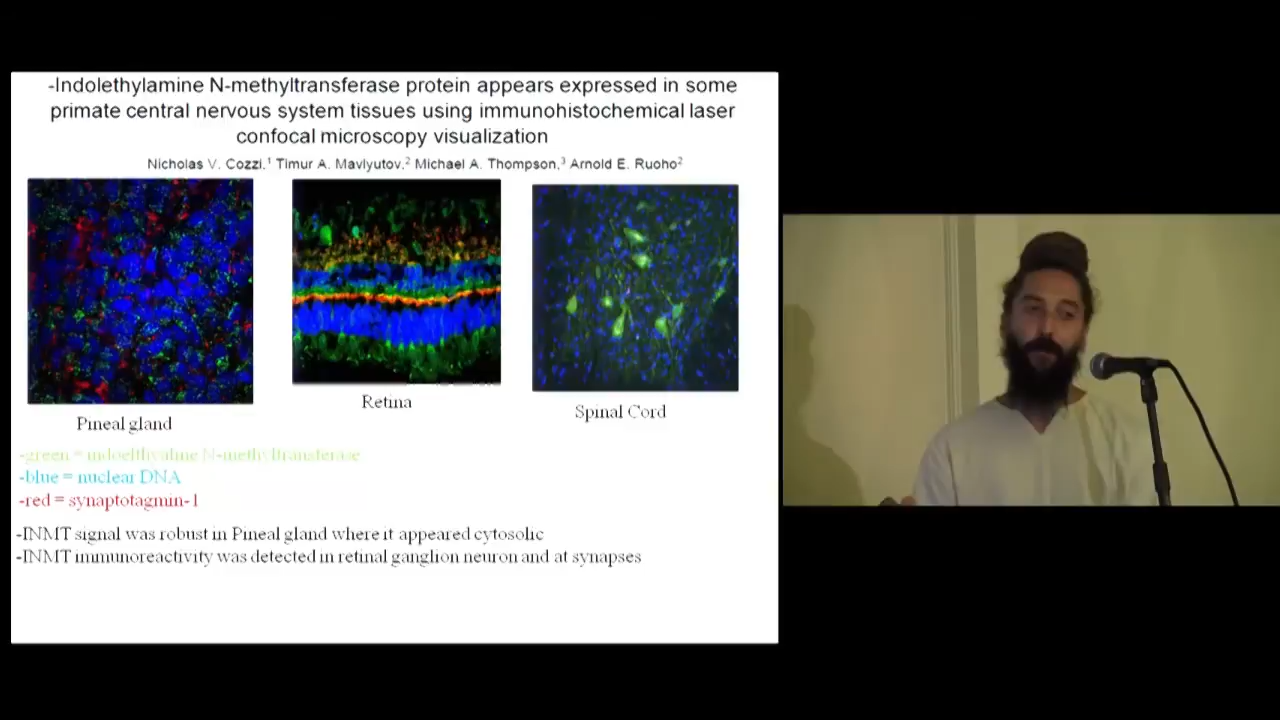 -Indolethylamine N-methyltransferase protein appears expressed in some
primate central nervous system tissues using immunohistochemical laser
confocal microscopy visualization
Nicholas V. Cozzi,¹ Timur A. Mavlyutov,² Michael A. Thompson,³ Arnold E. Ruoho²
Pineal gland
Retina
Spinal Cord
-green = indoelthyaline N-methyltransferase
-blue = nuclear DNA
-red = synaptotagmin-1
-INMT signal was robust in Pineal gland where it appeared cytosolic
-INMT immunoreactivity was detected in retinal ganglion neuron and at synapses